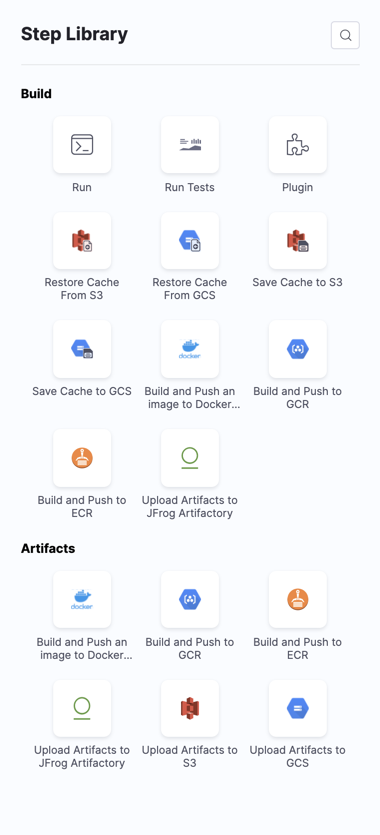 Step Library
Build
Run
Run Tests
Plugin
Restore Cache
From S3
Restore Cache
From GCS
Save Cache to S3
Save Cache to GCS
docker
Build and Push an
image to Docker...
Build and Push to
GCR
Build and Push to
ECR
Upload Artifacts to
JFrog Artifactory
Artifacts
docker
Build and Push an
image to Docker...
Build and Push to
GCR
Build and Push to
ECR
Upload Artifacts to
JFrog Artifactory
Upload Artifacts to
S3
Upload Artifacts to
GCS